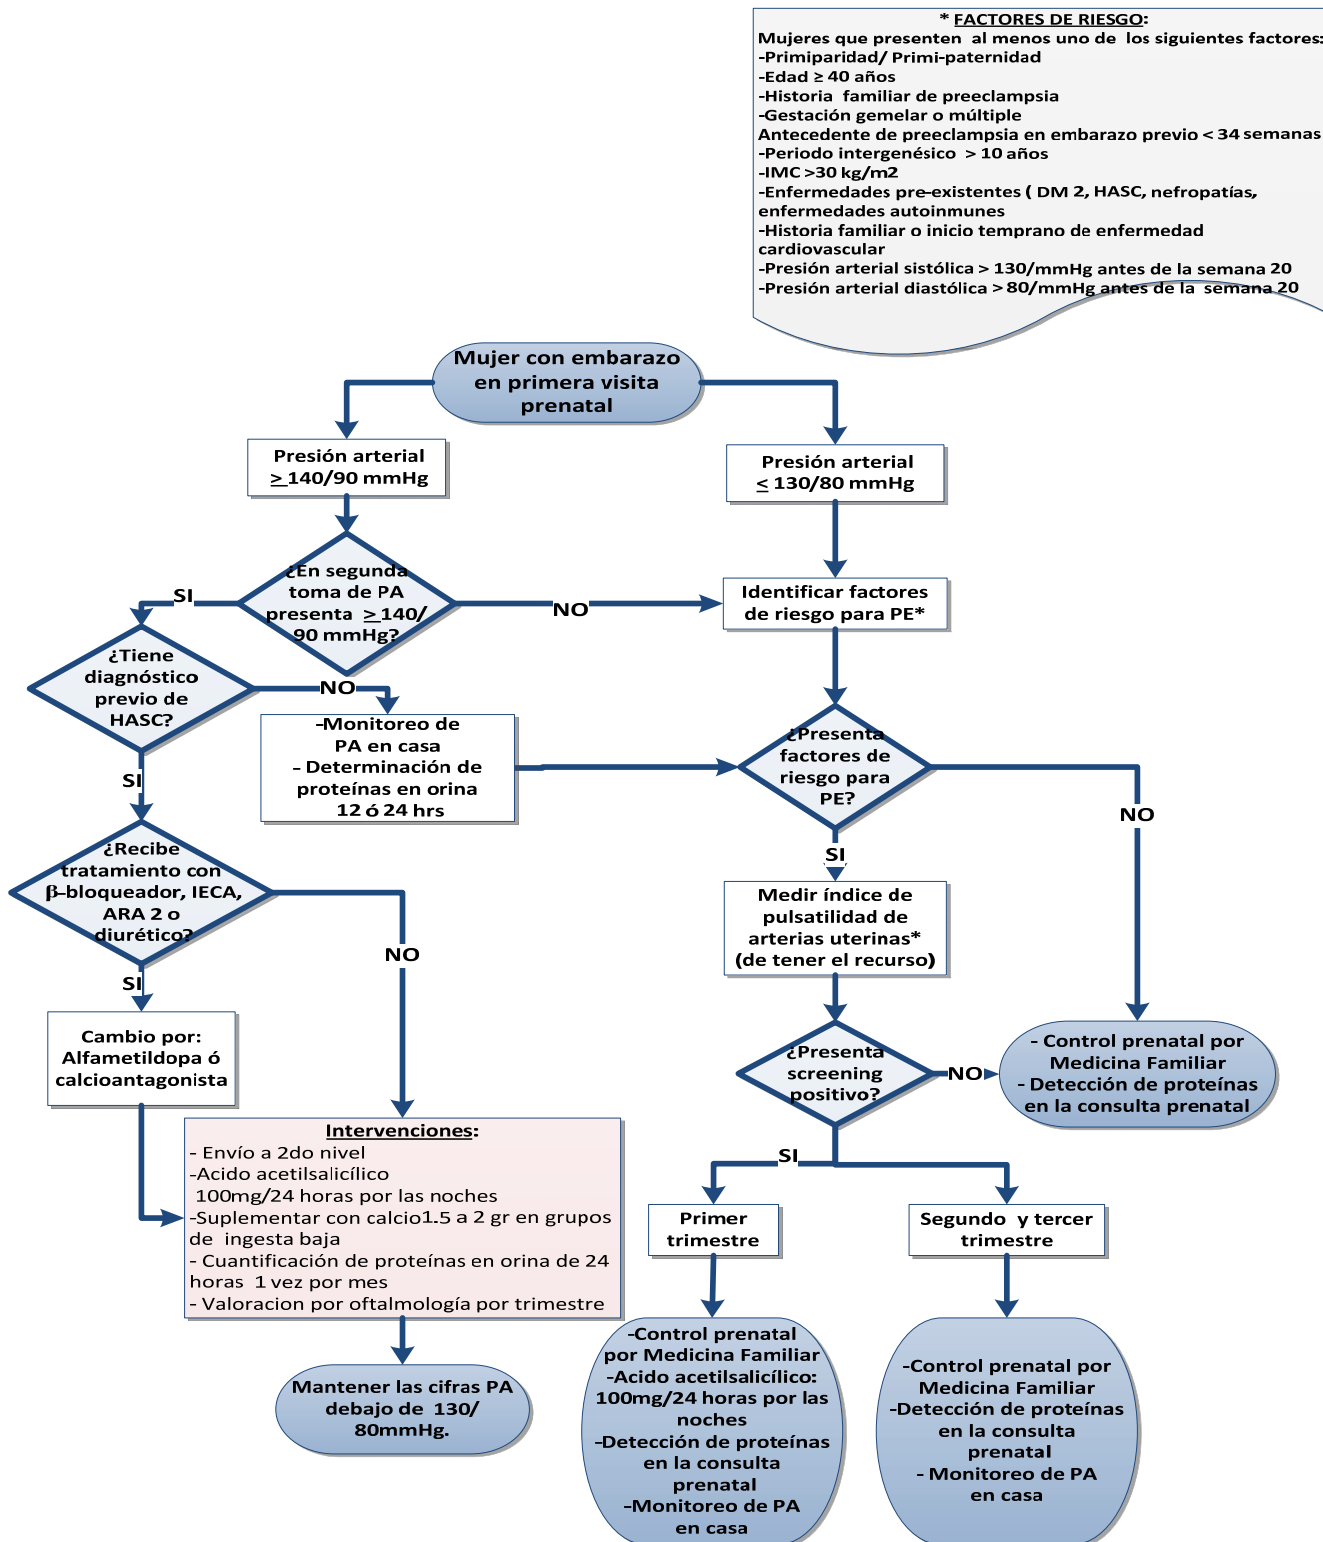 * FACTORES DE RIESGO:
Mujeres que presenten al menos uno de los siguientes factores:
-Primiparidad/ Primi-paternidad
-Edad ≥ 40 años
-Historia familiar de preeclampsia
-Gestación gemelar o múltiple
Antecedente de preeclampsia en embarazo previo < 34 semanas
-Periodo intergenésico > 10 años
-IMC >30 kg/m2
-Enfermedades pre-existentes ( DM 2, HASC, nefropatías,
enfermedades autoinmunes
-Historia familiar o inicio temprano de enfermedad
cardiovascular
-Presión arterial sistólica > 130/mmHg antes de la semana 20
-Presión arterial diastólica > 80/mmHg antes de la semana 20
Mujer con embarazo
en primera visita
prenatal
Presión arterial
≥ 140/90 mmHg
Presión arterial
≤ 130/80 mmHg
¿En segunda
toma de PA
presenta ≥140/
90 mmHg?
SI
NO
Identificar factores
de riesgo para PE*
¿Tiene
diagnóstico
previo de
HASC?
NO
-Monitoreo de
PA en casa
- Determinación de
proteínas en orina
12 ó 24 hrs
¿Presenta
factores de
riesgo para
PE?
SI
NO
SI
¿Recibe
tratamiento con
β-bloqueador, IECA,
ARA 2 o
diurético?
Medir índice de
pulsatilidad de
arterias uterinas*
(de tener el recurso)
NO
SI
Cambio por:
Alfametildopa ó
calcioantagonista
¿Presenta
screening
positivo?
NO
- Control prenatal por
Medicina Familiar
- Detección de proteínas
en la consulta prenatal
Intervenciones:
- Envío a 2do nivel
-Acido acetilsalicílico
100mg/24 horas por las noches
-Suplementar con calcio1.5 a 2 gr en grupos
de ingesta baja
- Cuantificación de proteínas en orina de 24
horas 1 vez por mes
- Valoracion por oftalmología por trimestre
SI
Primer
trimestre
Segundo y tercer
trimestre
Mantener las cifras PA
debajo de 130/
80mmHg.
-Control prenatal
por Medicina Familiar
-Acido acetilsalicílico:
100mg/24 horas por las
noches
-Detección de proteínas
en la consulta
prenatal
-Monitoreo de PA
en casa
-Control prenatal por
Medicina Familiar
-Detección de proteínas
en la consulta
prenatal
- Monitoreo de PA
en casa